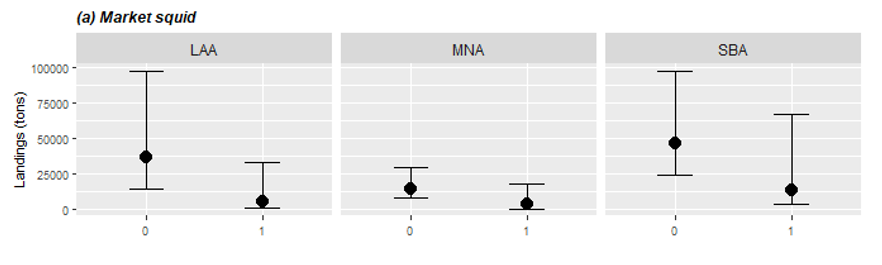 (a) Market squid
LAA MNA SBA
Landings (tons)
100000
75000
50000
25000
0
0 1 0 1 0 1